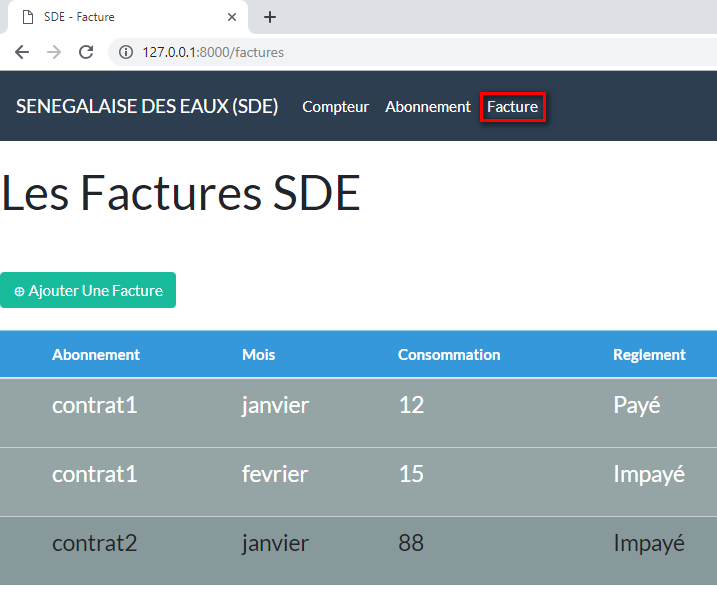 SDE - Facture
127.0.0.1:8000/factures
SENEGALAISE DES EAUX (SDE) Compteur Abonnement Facture
Les Factures SDE
⊕ Ajouter Une Facture
Abonnement Mois Consommation Reglement
contrat1 janvier 12 Payé
contrat1 fevrier 15 Impayé
contrat2 janvier 88 Impayé